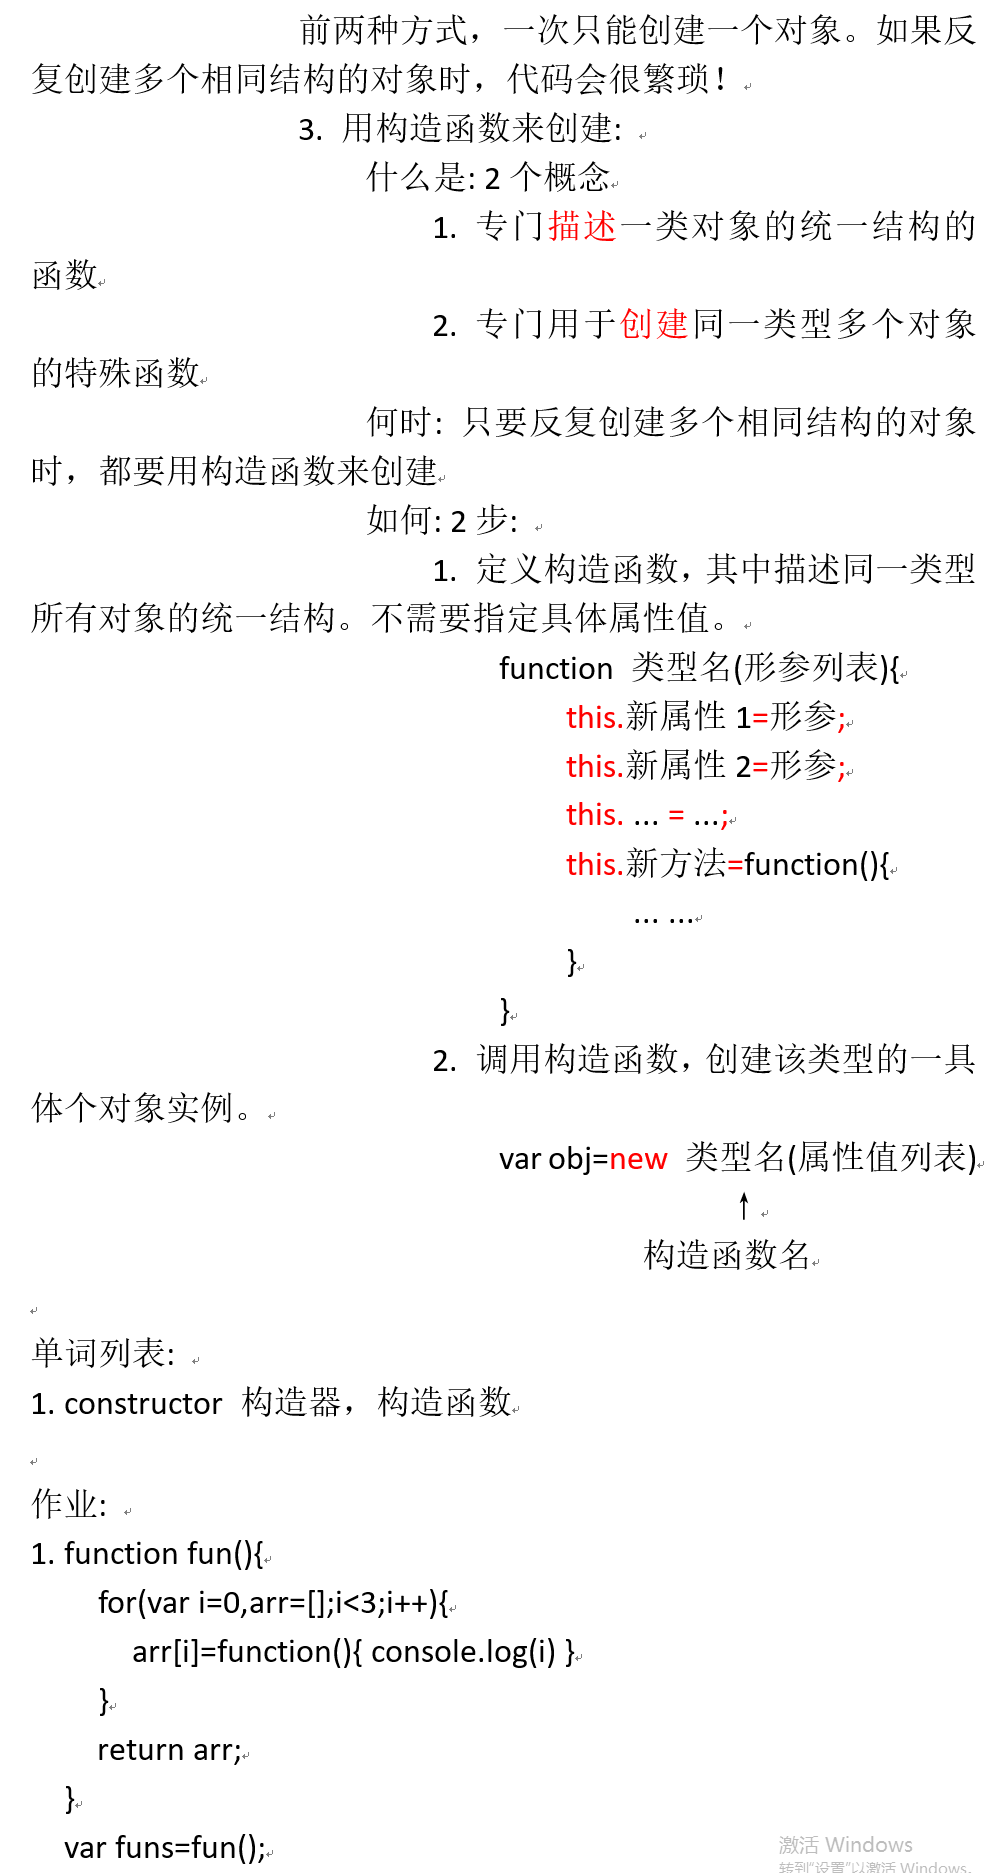 前两种方式，一次只能创建一个对象。如果反
复创建多个相同结构的对象时，代码会很繁琐！
3. 用构造函数来创建:
什么是: 2 个概念
1. 专门描述一类对象的统一结构的
函数
2. 专门用于创建同一类型多个对象
的特殊函数
何时: 只要反复创建多个相同结构的对象
时，都要用构造函数来创建
如何: 2 步:
1. 定义构造函数，其中描述同一类型
所有对象的统一结构。不需要指定具体属性值。
function 类型名(形参列表){
this.新属性 1=形参;
this.新属性 2=形参;
this. ... = ...;
this.新方法=function(){
... ...
}
}
2. 调用构造函数，创建该类型的一具
体个对象实例。
var obj=new 类型名(属性值列表)
↑
构造函数名
单词列表:
1. constructor 构造器，构造函数
作业:
1. function fun(){
for(var i=0,arr=[];i<3;i++){
arr[i]=function(){ console.log(i) }
}
return arr;
}
var funs=fun();
激活 Windows
转到"设置"以激活 Windows。